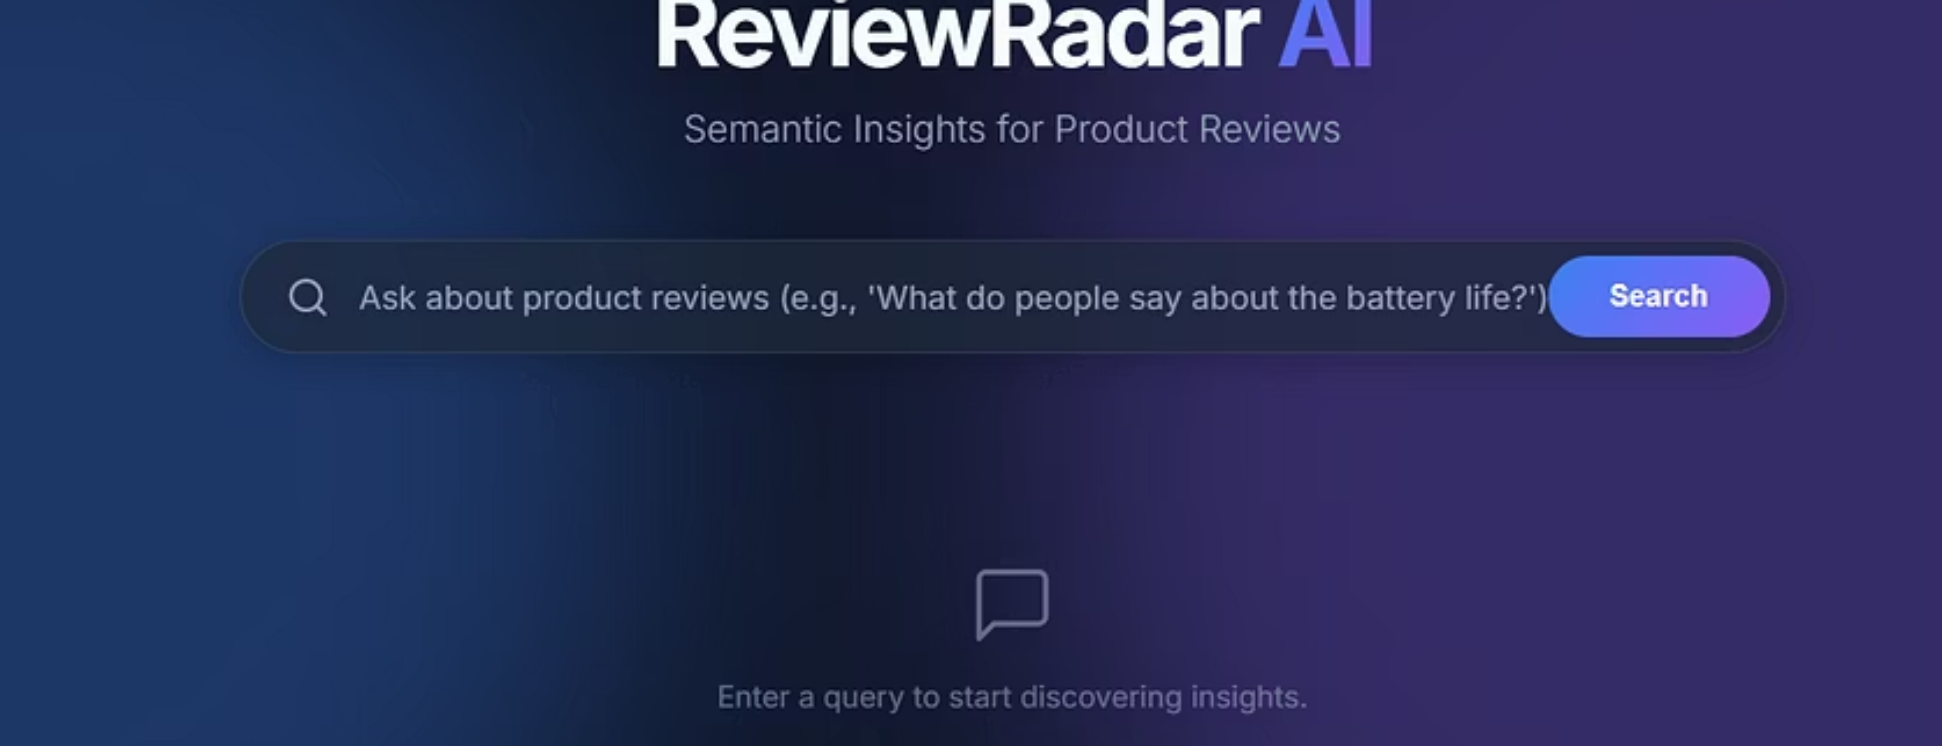 ReviewRadar AI
Semantic Insights for Product Reviews
Ask about product reviews (e.g., 'What do people say about the battery life?')
Search
Enter a query to start discovering insights.